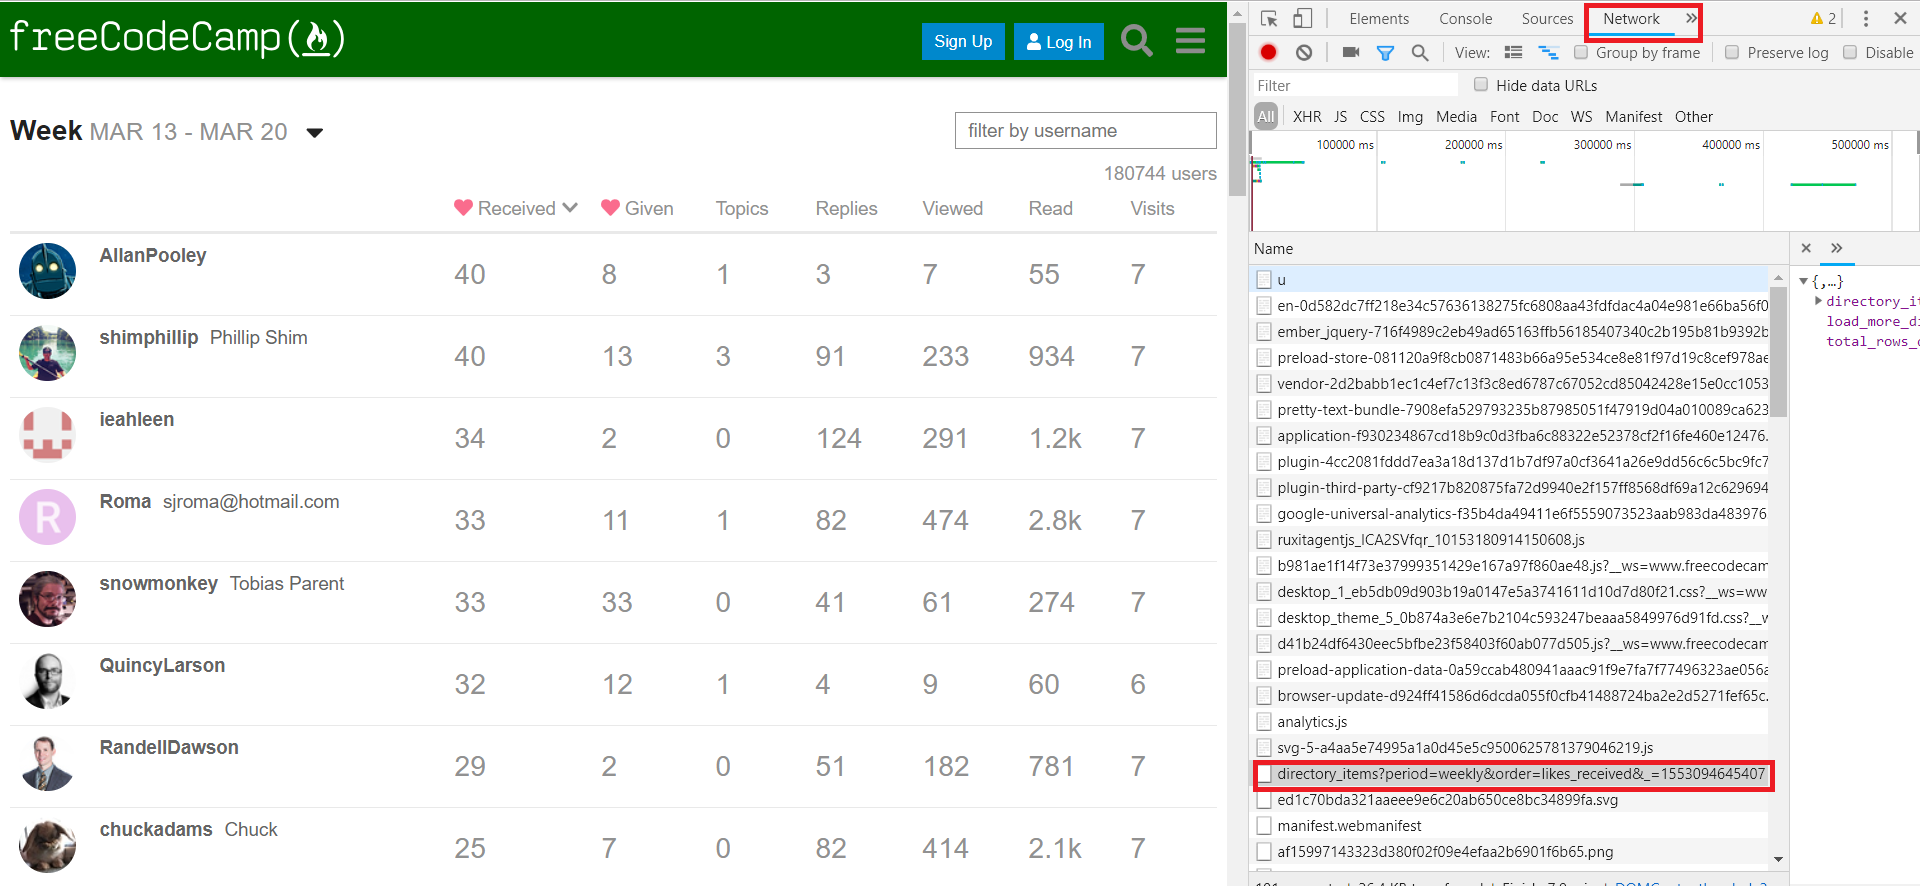 freeCodeCamp(
)
Sign Up
Log In
Week MAR 13 - MAR 20
filter by username
180744 users
Received
Given
Topics
Replies
Viewed
Read
Visits
AllanPooley
40 8 1 3 7 55 7
shimphillip Phillip Shim
40 13 3 91 233 934 7
ieahleen
34 2 0 124 291 1.2k 7
R
Roma sjroma@hotmail.com
33 11 1 82 474 2.8k 7
snowmonkey Tobias Parent
33 33 0 41 61 274 7
QuincyLarson
32 12 1 4 9 60 6
RandellDawson
29 2 0 51 182 781 7
chuckadams Chuck
25 7 0 82 414 2.1k 7
Elements Console Sources Network » 2
View: Group by frame Preserve log Disable
Filter
Hide data URLs
All XHR JS CSS Img Media Font Doc WS Manifest Other
100000 ms 200000 ms 300000 ms 400000 ms 500000 ms
Name
u
en-0d582dc7ff218e34c57636138275fc6808aa43fdfdac4a04e981e66ba56f0
ember_jquery-716f4989c2eb49ad65163ffb56185407340c2b195b81b9392b
preload-store-081120a9f8cb0871483b66a95e534ce8e81f97d19c8cef978ae
vendor-2d2babb1ec1c4ef7c13f3c8ed6787c67052cd85042428e15e0cc1053
pretty-text-bundle-7908efa529793235b87985051f47919d04a010089ca623
application-f930234867cd18b9c0d3fba6c88322e52378cf2f16fe460e12476.
plugin-4cc2081fddd7ea3a18d137d1b7df97a0cf3641a26e9dd56c6c5bc9fc7
plugin-third-party-cf9217b820875fa72d9940e2f157ff8568df69a12c629694
google-universal-analytics-f35b4da49411e6f5559073523aab983da483976
ruxitagentjs_ICA2SVfqr_10153180914150608.js
b981ae1f14f73e37999351429e167a97f860ae48.js?__ws=www.freecodecam
desktop_1_eb5db09d903b19a0147e5a3741611d10d7d80f21.css?__ws=ww
desktop_theme_5_0b874a3e6e7b2104c593247beaaa5849976d91fd.css?__w
d41b24df6430eec5bfbe23f58403f60ab077d505.js?__ws=www.freecodecam
preload-application-data-0a59ccab480941aaac91f9e7fa7f77496323ae056a
browser-update-d924ff41586d6dcda055f0cfb41488724ba2e2d5271fef65c.
analytics.js
svg-5-a4aa5e74995a1a0d45e5c9500625781379046219.js
directory_items?period=weekly&order=likes_received&_=1553094645407
ed1c70bda321aaeee9e6c20ab650ce8bc34899fa.svg
manifest.webmanifest
af15997143323d380f02f09e4efaa2b6901f6b65.png
{,…}
directory_it
load_more_di
total_rows_